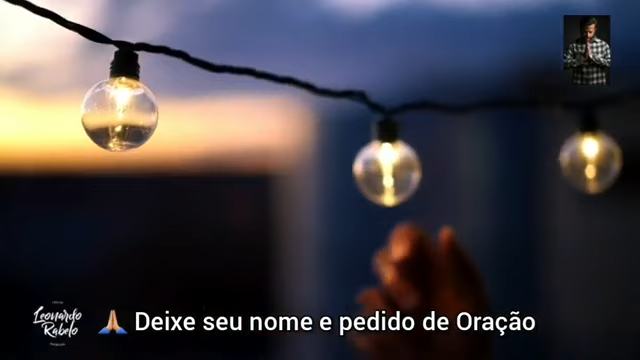 Leonardo
Rabelo
🙏🏼 Deixe seu nome e pedido de Oração